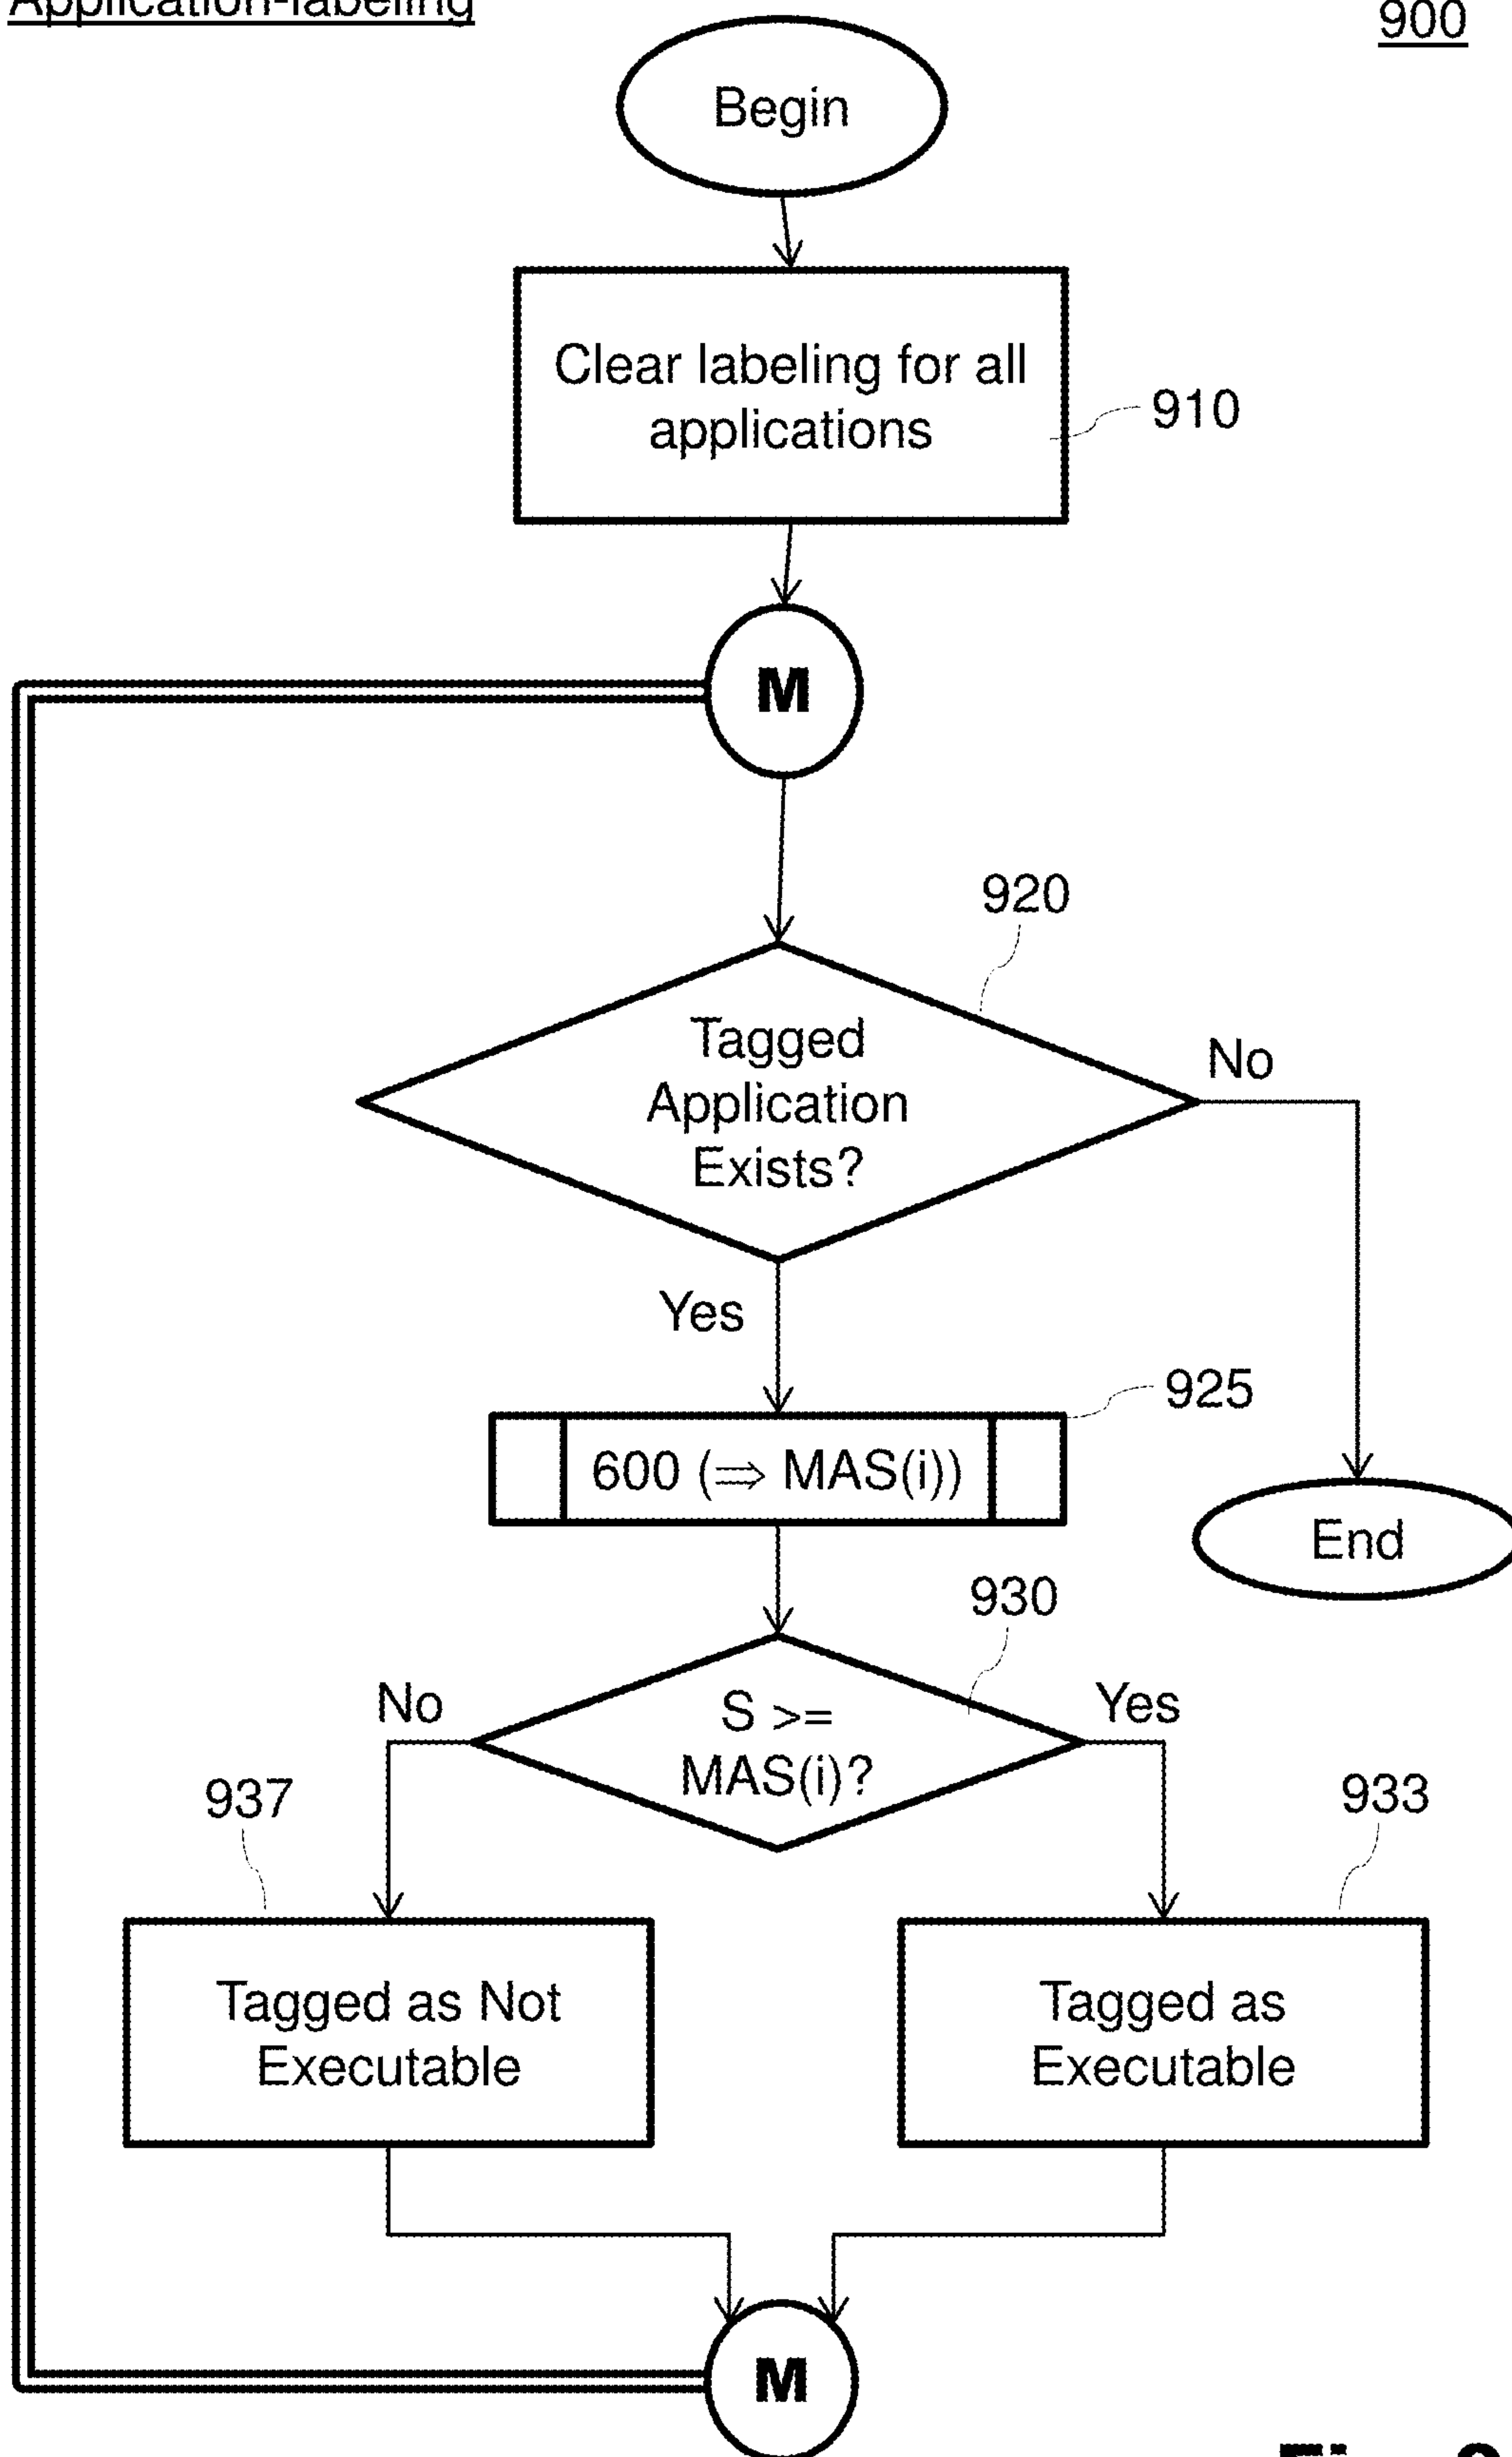 Application-labeling
900
Begin
Clear labeling for all
applications
910
M
920
Tagged
Application
Exists?
No
Yes
925
600 (⇒ MAS(i))
End
930
No
S >=
MAS(i)?
Yes
937
933
Tagged as Not
Executable
Tagged as
Executable
M